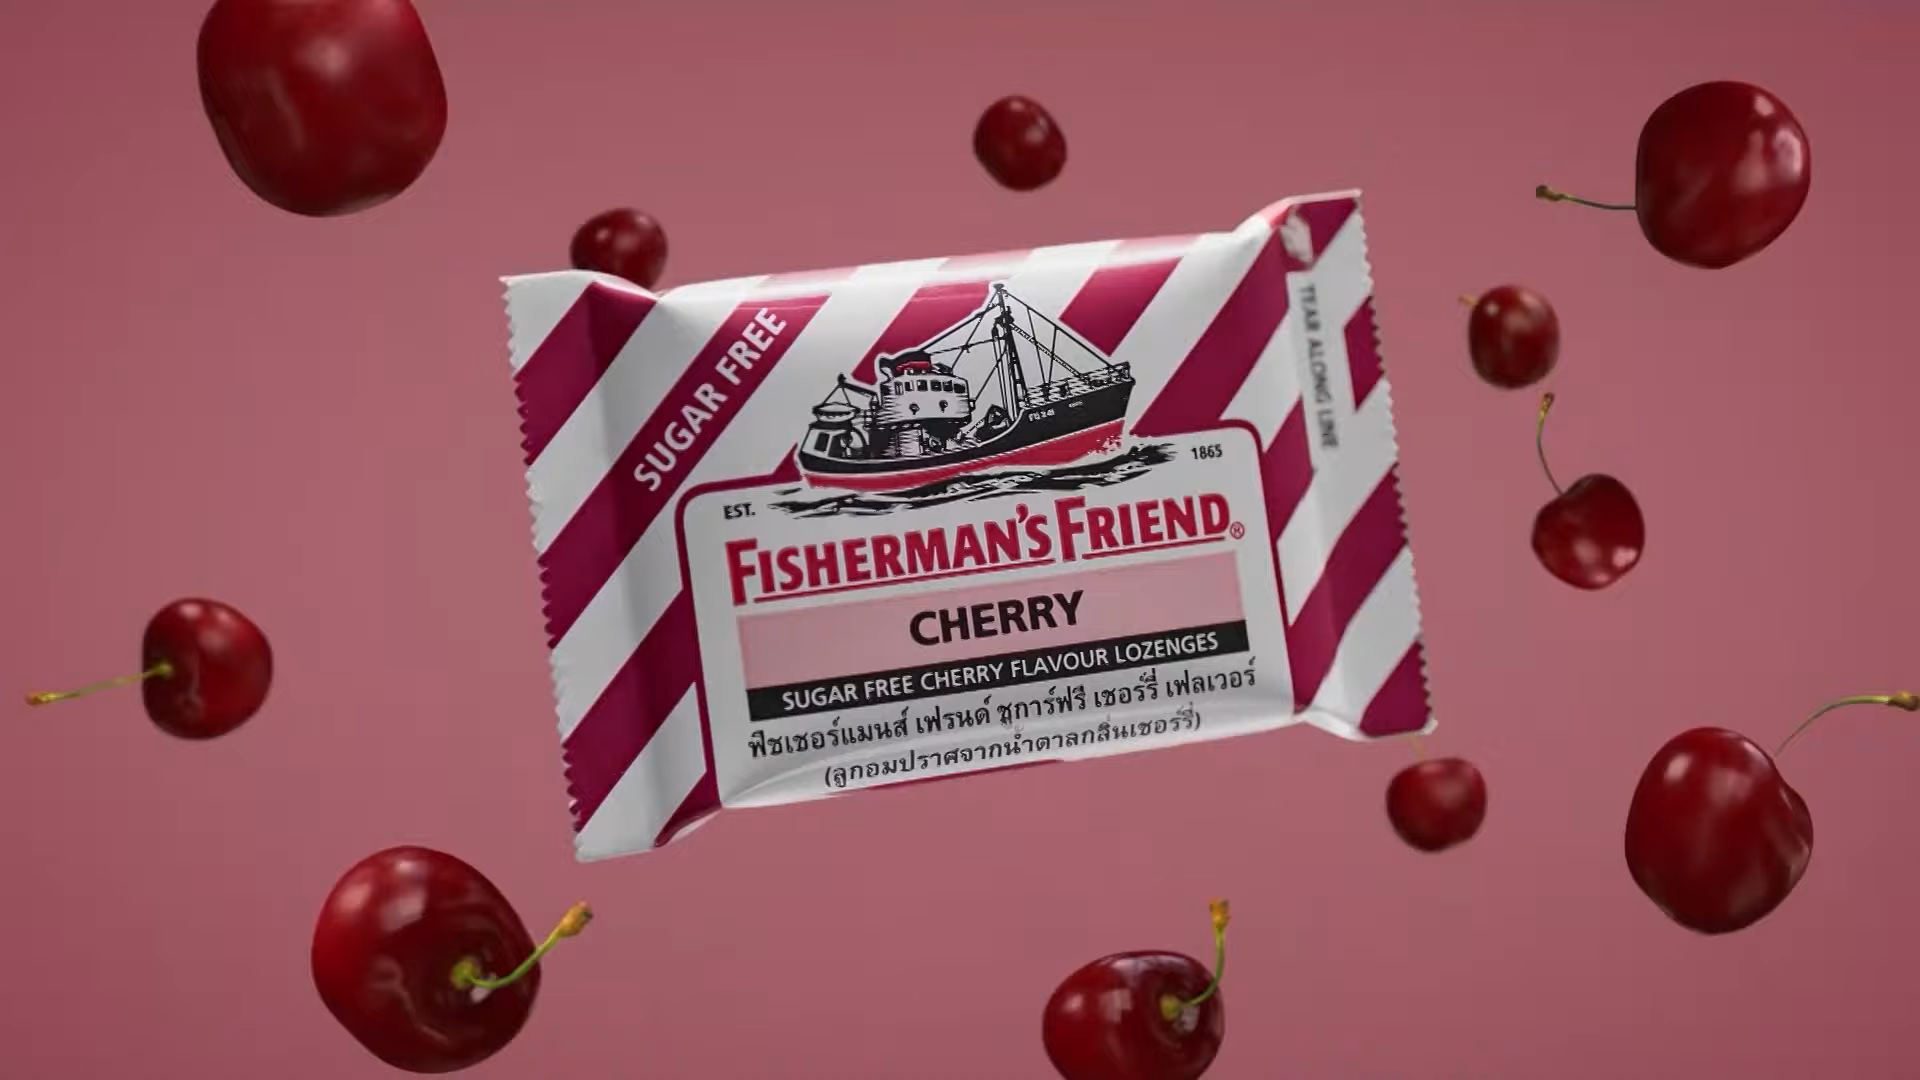 SUGAR FREE
TEAR ALONG LINE
FU 241
EST.
1865
FISHERMAN'S FRIEND®
CHERRY
SUGAR FREE CHERRY FLAVOUR LOZENGES
ฟิชเชอร์แมนส์ เฟรนด์ ชูการ์ฟรี เชอร์รี่ เฟลเวอร์
(ลูกอมปราศจากน้ำตาลกลิ่นเชอร์รี่)